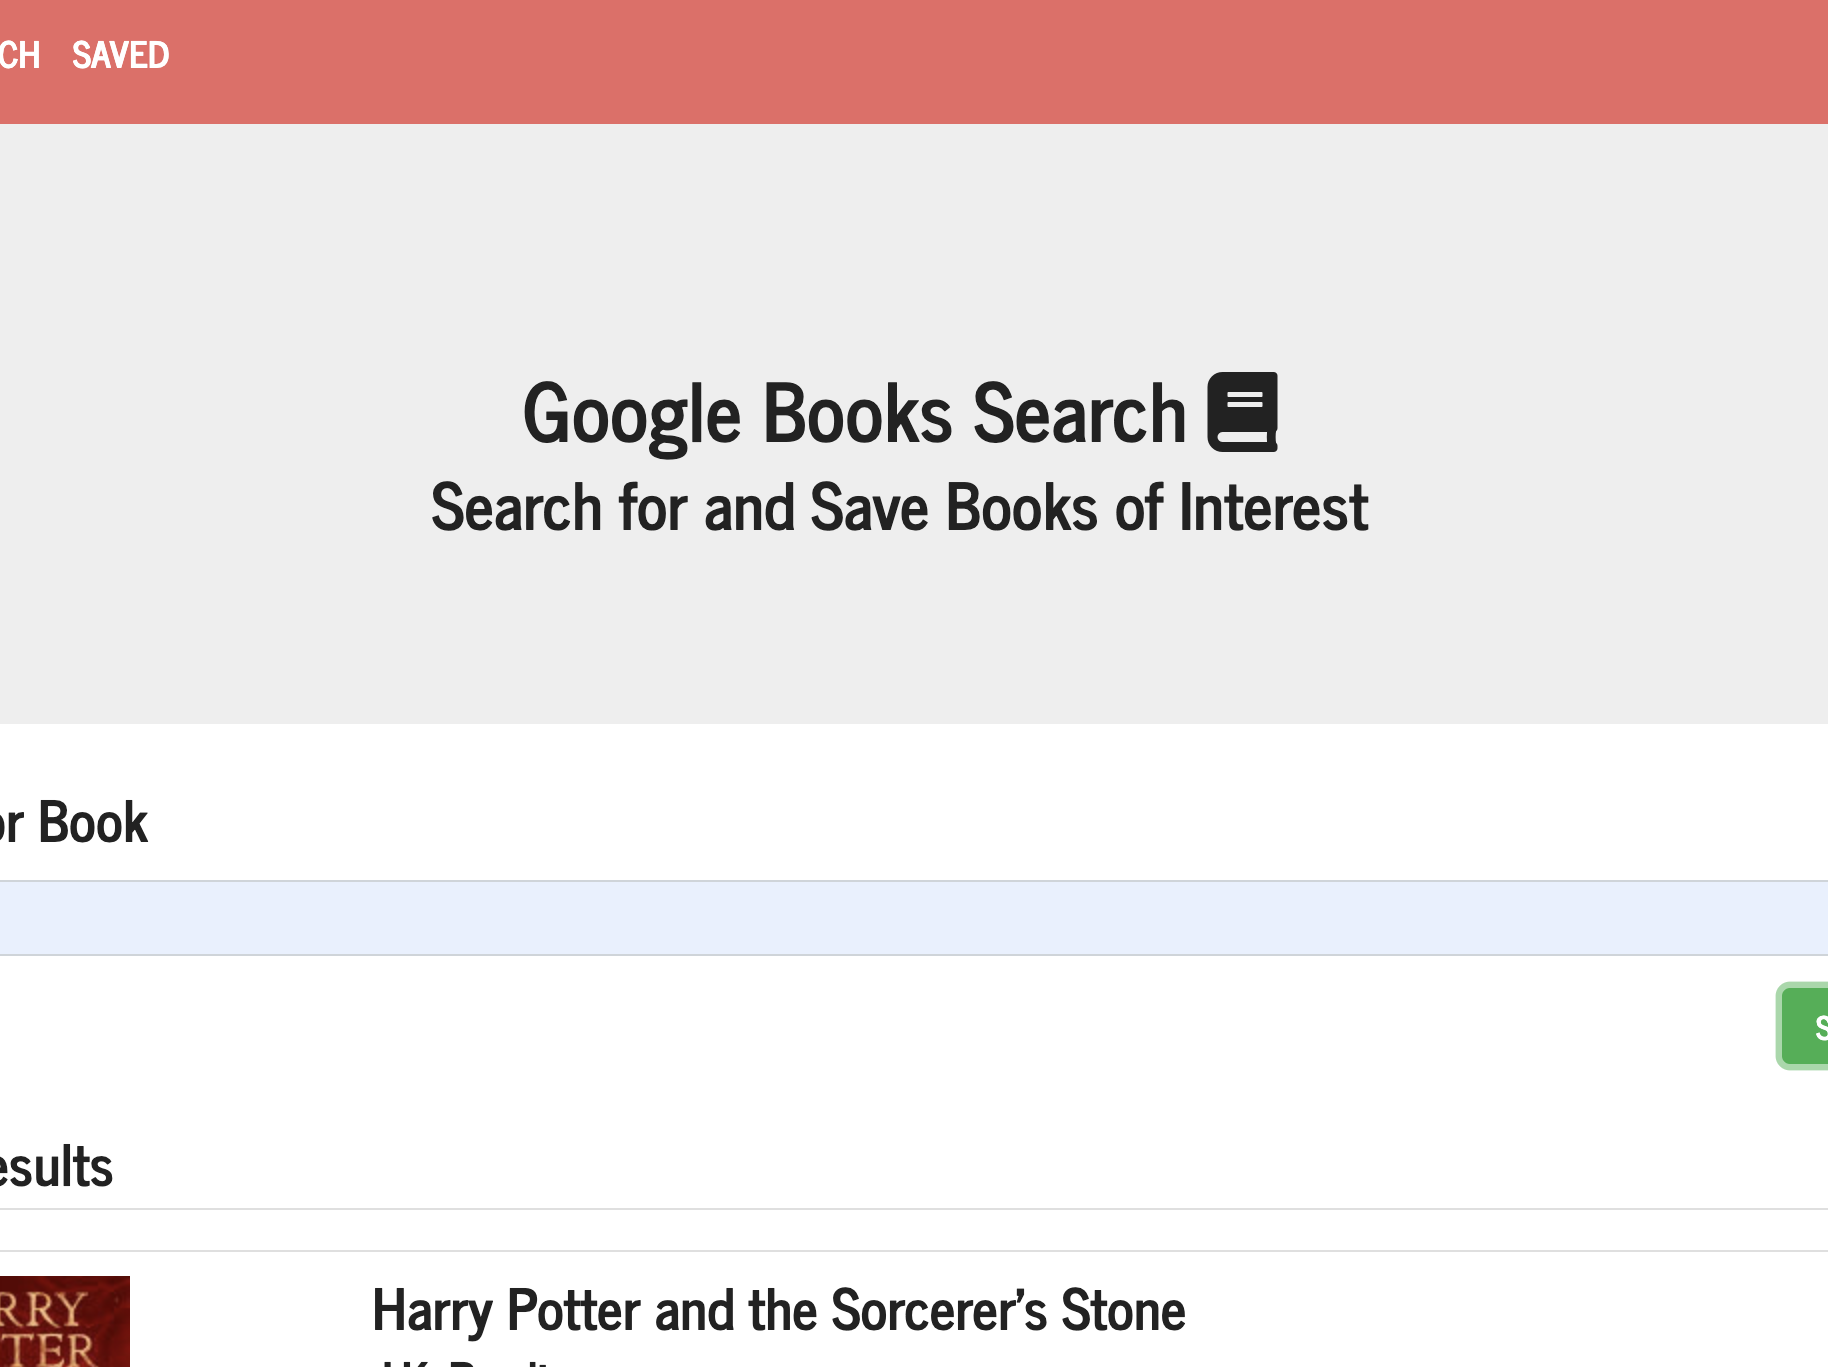 CH SAVED
Google Books Search
Search for and Save Books of Interest
or Book
S
esults
Harry Potter and the Sorcerer's Stone
RRY
TER